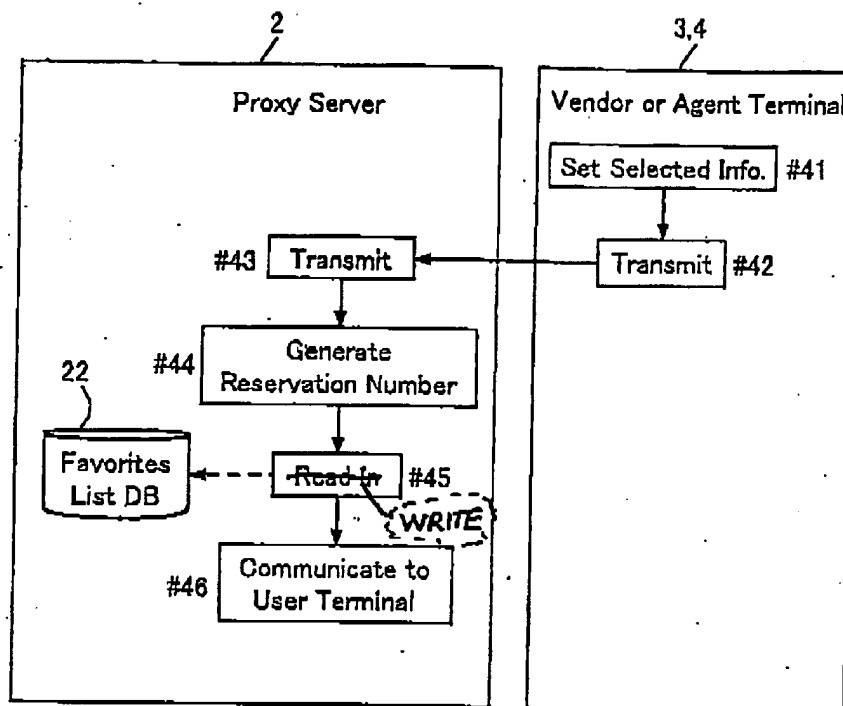 2
3,4
Proxy Server
Vendor or Agent Terminal
Set Selected Info. #41
#43 Transmit
Transmit #42
#44 Generate
Reservation Number
22
Favorites
List DB
Read In #45
WRITE
#46 Communicate to
User Terminal